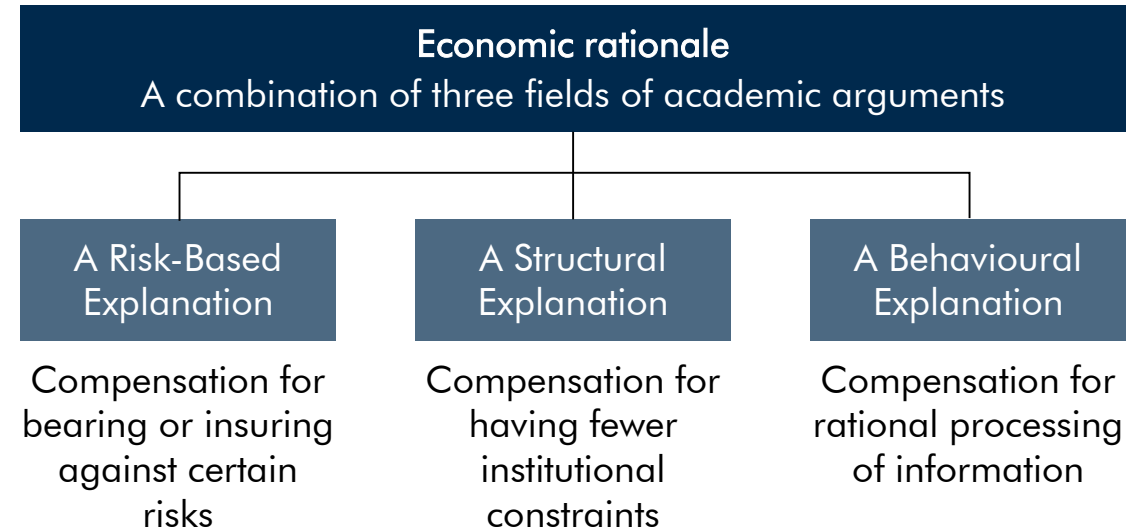 Economic rationale
A combination of three fields of academic arguments
A Risk-Based
Explanation
Compensation for
bearing or insuring
against certain
risks
A Structural
Explanation
Compensation for
having fewer
institutional
constraints
A Behavioural
Explanation
Compensation for
rational processing
of information